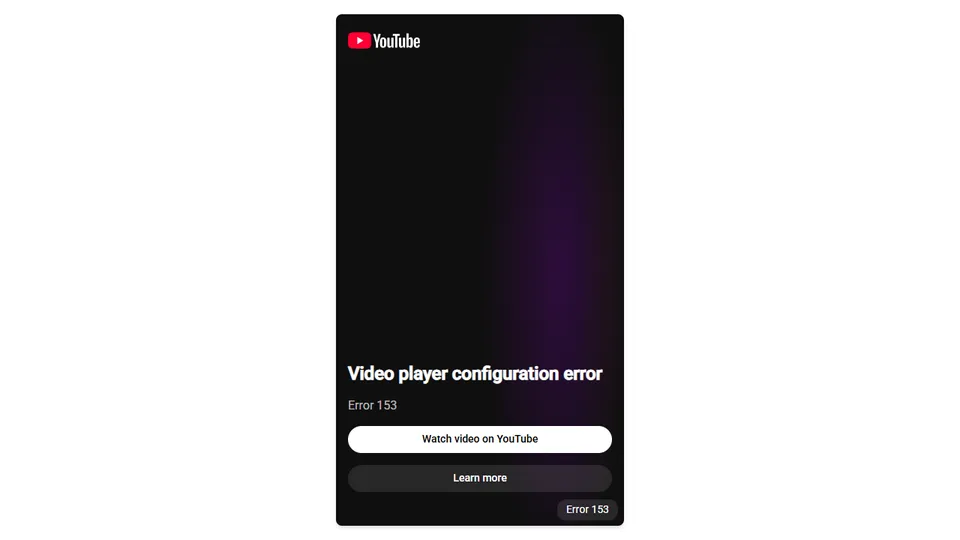 YouTube
Video player configuration error
Error 153
Watch video on YouTube
Learn more
Error 153